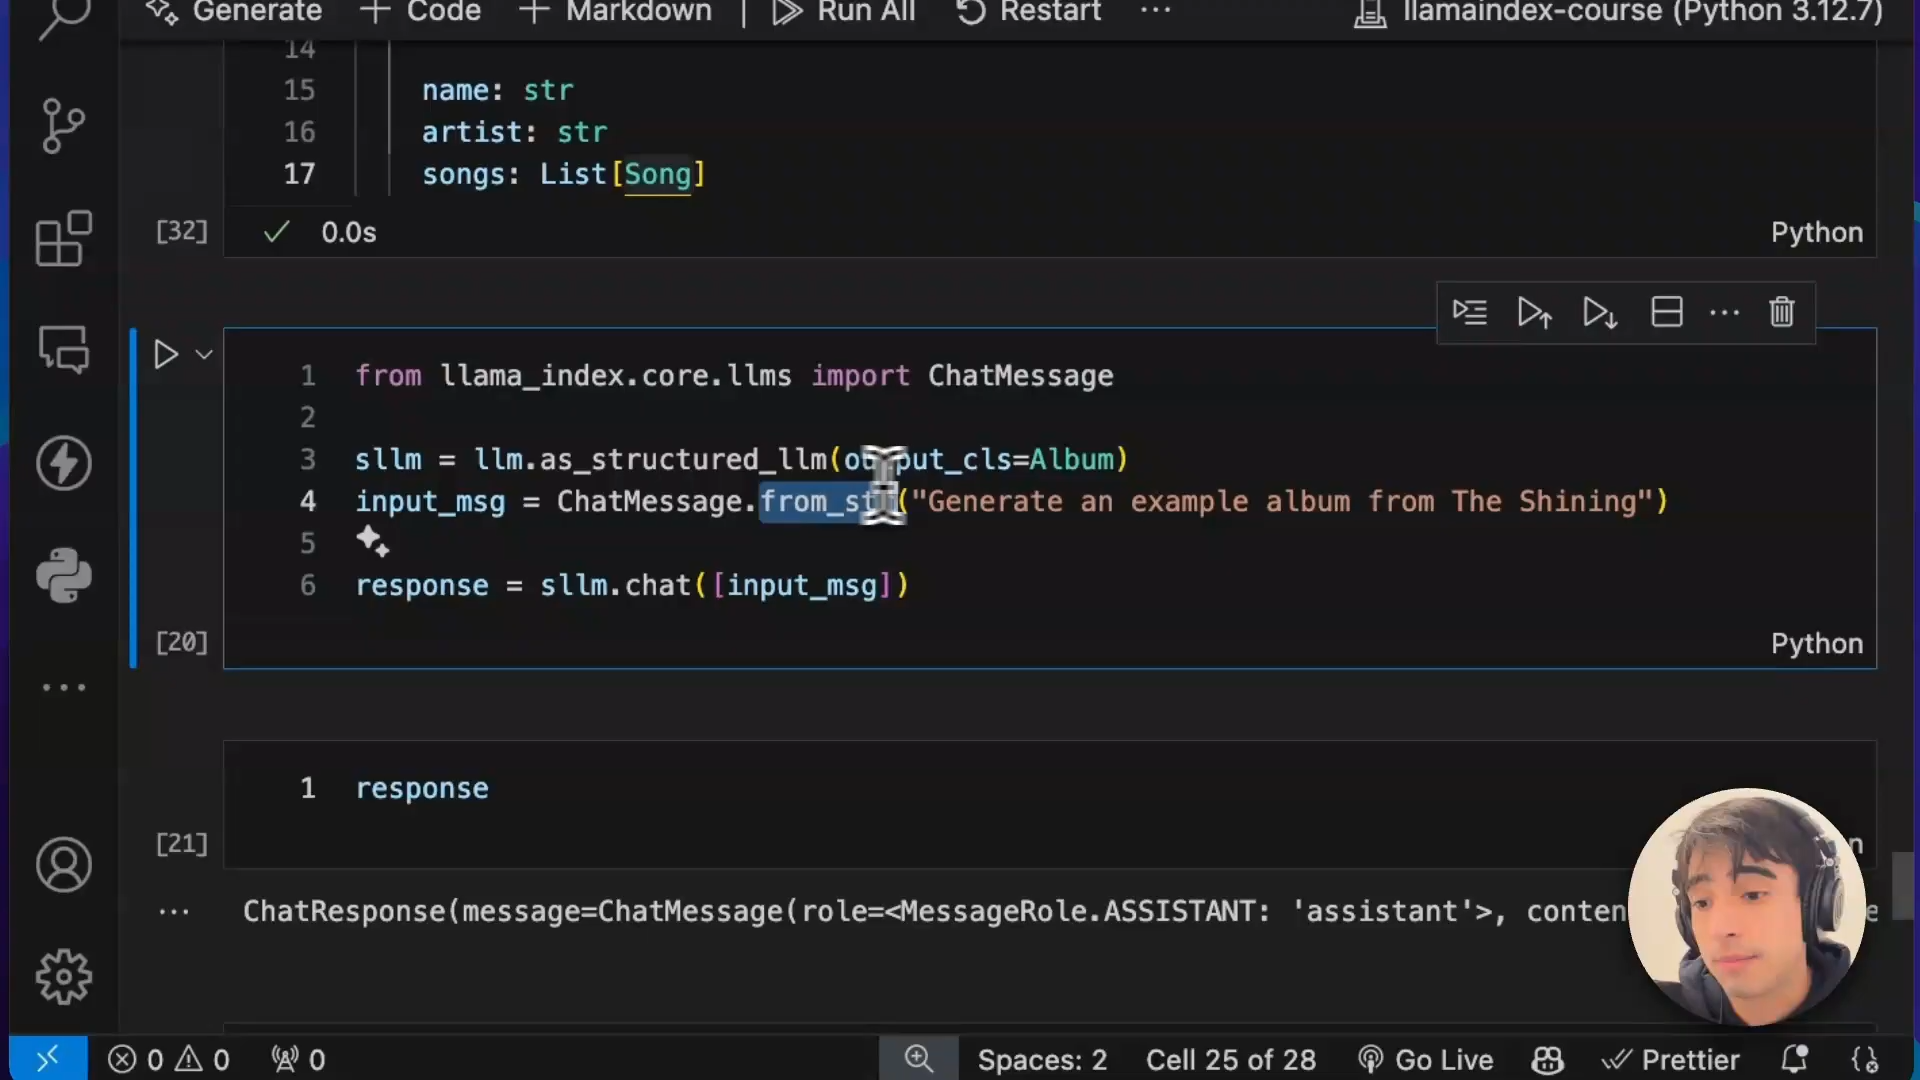 Generate + Code + Markdown | Run All Restart ... llamaindex-course (Python 3.12.7)
14
15 name: str
16 artist: str
17 songs: List[Song]
[32] 0.0s Python
1 from llama_index.core.llms import ChatMessage
2
3 sllm = llm.as_structured_llm(output_cls=Album)
4 input_msg = ChatMessage.from_str("Generate an example album from The Shining")
5
6 response = sllm.chat([input_msg])
[20] Python
1 response
[21]
... ChatResponse(message=ChatMessage(role=<MessageRole.ASSISTANT: 'assistant'>, conten
0 0 0 Spaces: 2 Cell 25 of 28 Go Live Prettier